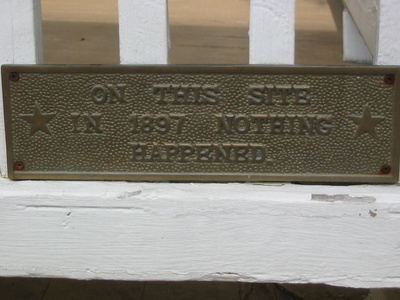 ON THIS SITE
IN 1897 NOTHING
HAPPENED.